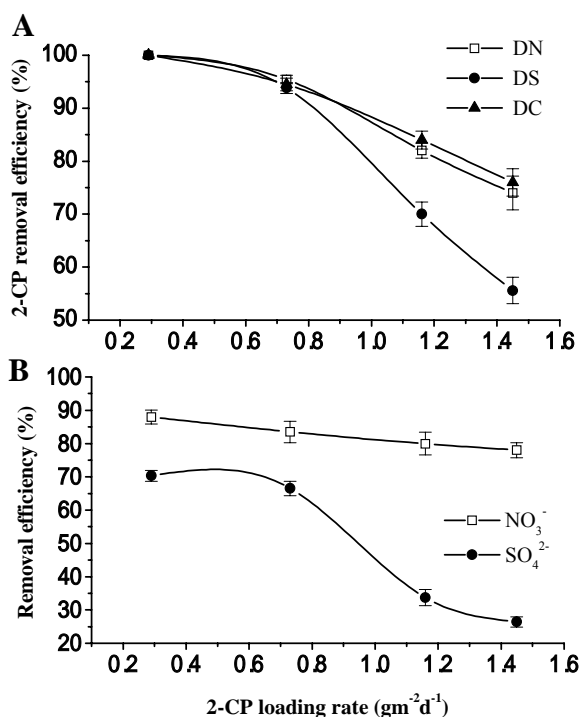 A
2-CP removal efficiency (%)
100
90
80
70
60
50
DN
DS
DC
0.2 0.4 0.6 0.8 1.0 1.2 1.4 1.6
B
Removal efficiency (%)
100
90
80
70
60
50
40
30
20
NO₃⁻
SO₄²⁻
0.2 0.4 0.6 0.8 1.0 1.2 1.4 1.6
2-CP loading rate (gm⁻²d⁻¹)